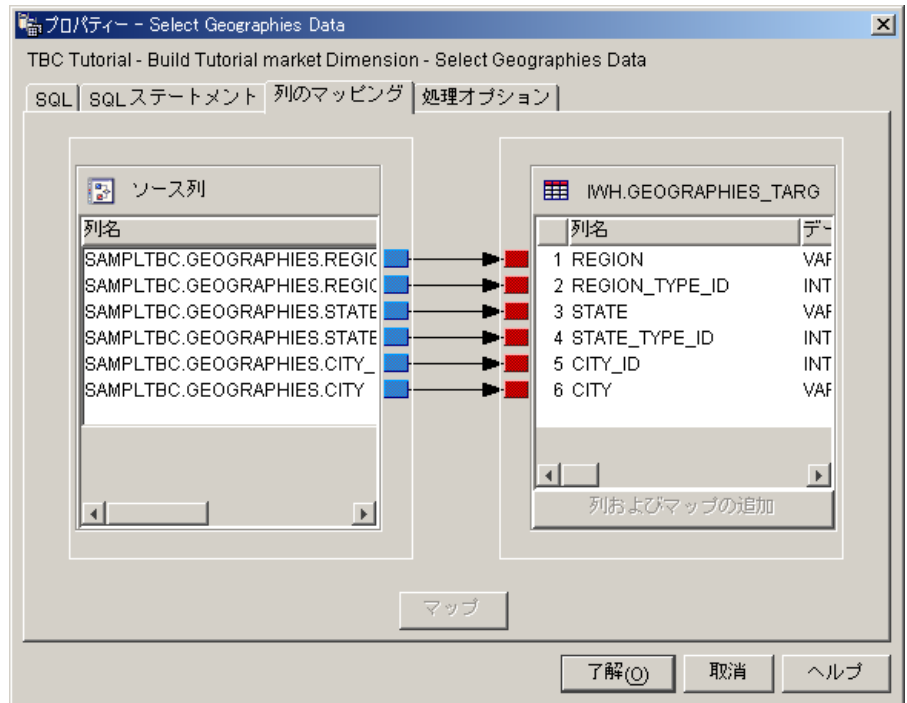 プロパティー - Select Geographies Data
TBC Tutorial - Build Tutorial market Dimension - Select Geographies Data
SQL
SQLステートメント
列のマッピング
処理オプション
ソース列
列名
SAMPLTBC.GEOGRAPHIES.REGIC
SAMPLTBC.GEOGRAPHIES.REGIC
SAMPLTBC.GEOGRAPHIES.STATE
SAMPLTBC.GEOGRAPHIES.STATE
SAMPLTBC.GEOGRAPHIES.CITY_
SAMPLTBC.GEOGRAPHIES.CITY
IWH.GEOGRAPHIES_TARG
列名 デー
1 REGION VAR
2 REGION_TYPE_ID INT
3 STATE VAR
4 STATE_TYPE_ID INT
5 CITY_ID INT
6 CITY VAR
列およびマップの追加
マップ
了解(O)
取消
ヘルプ